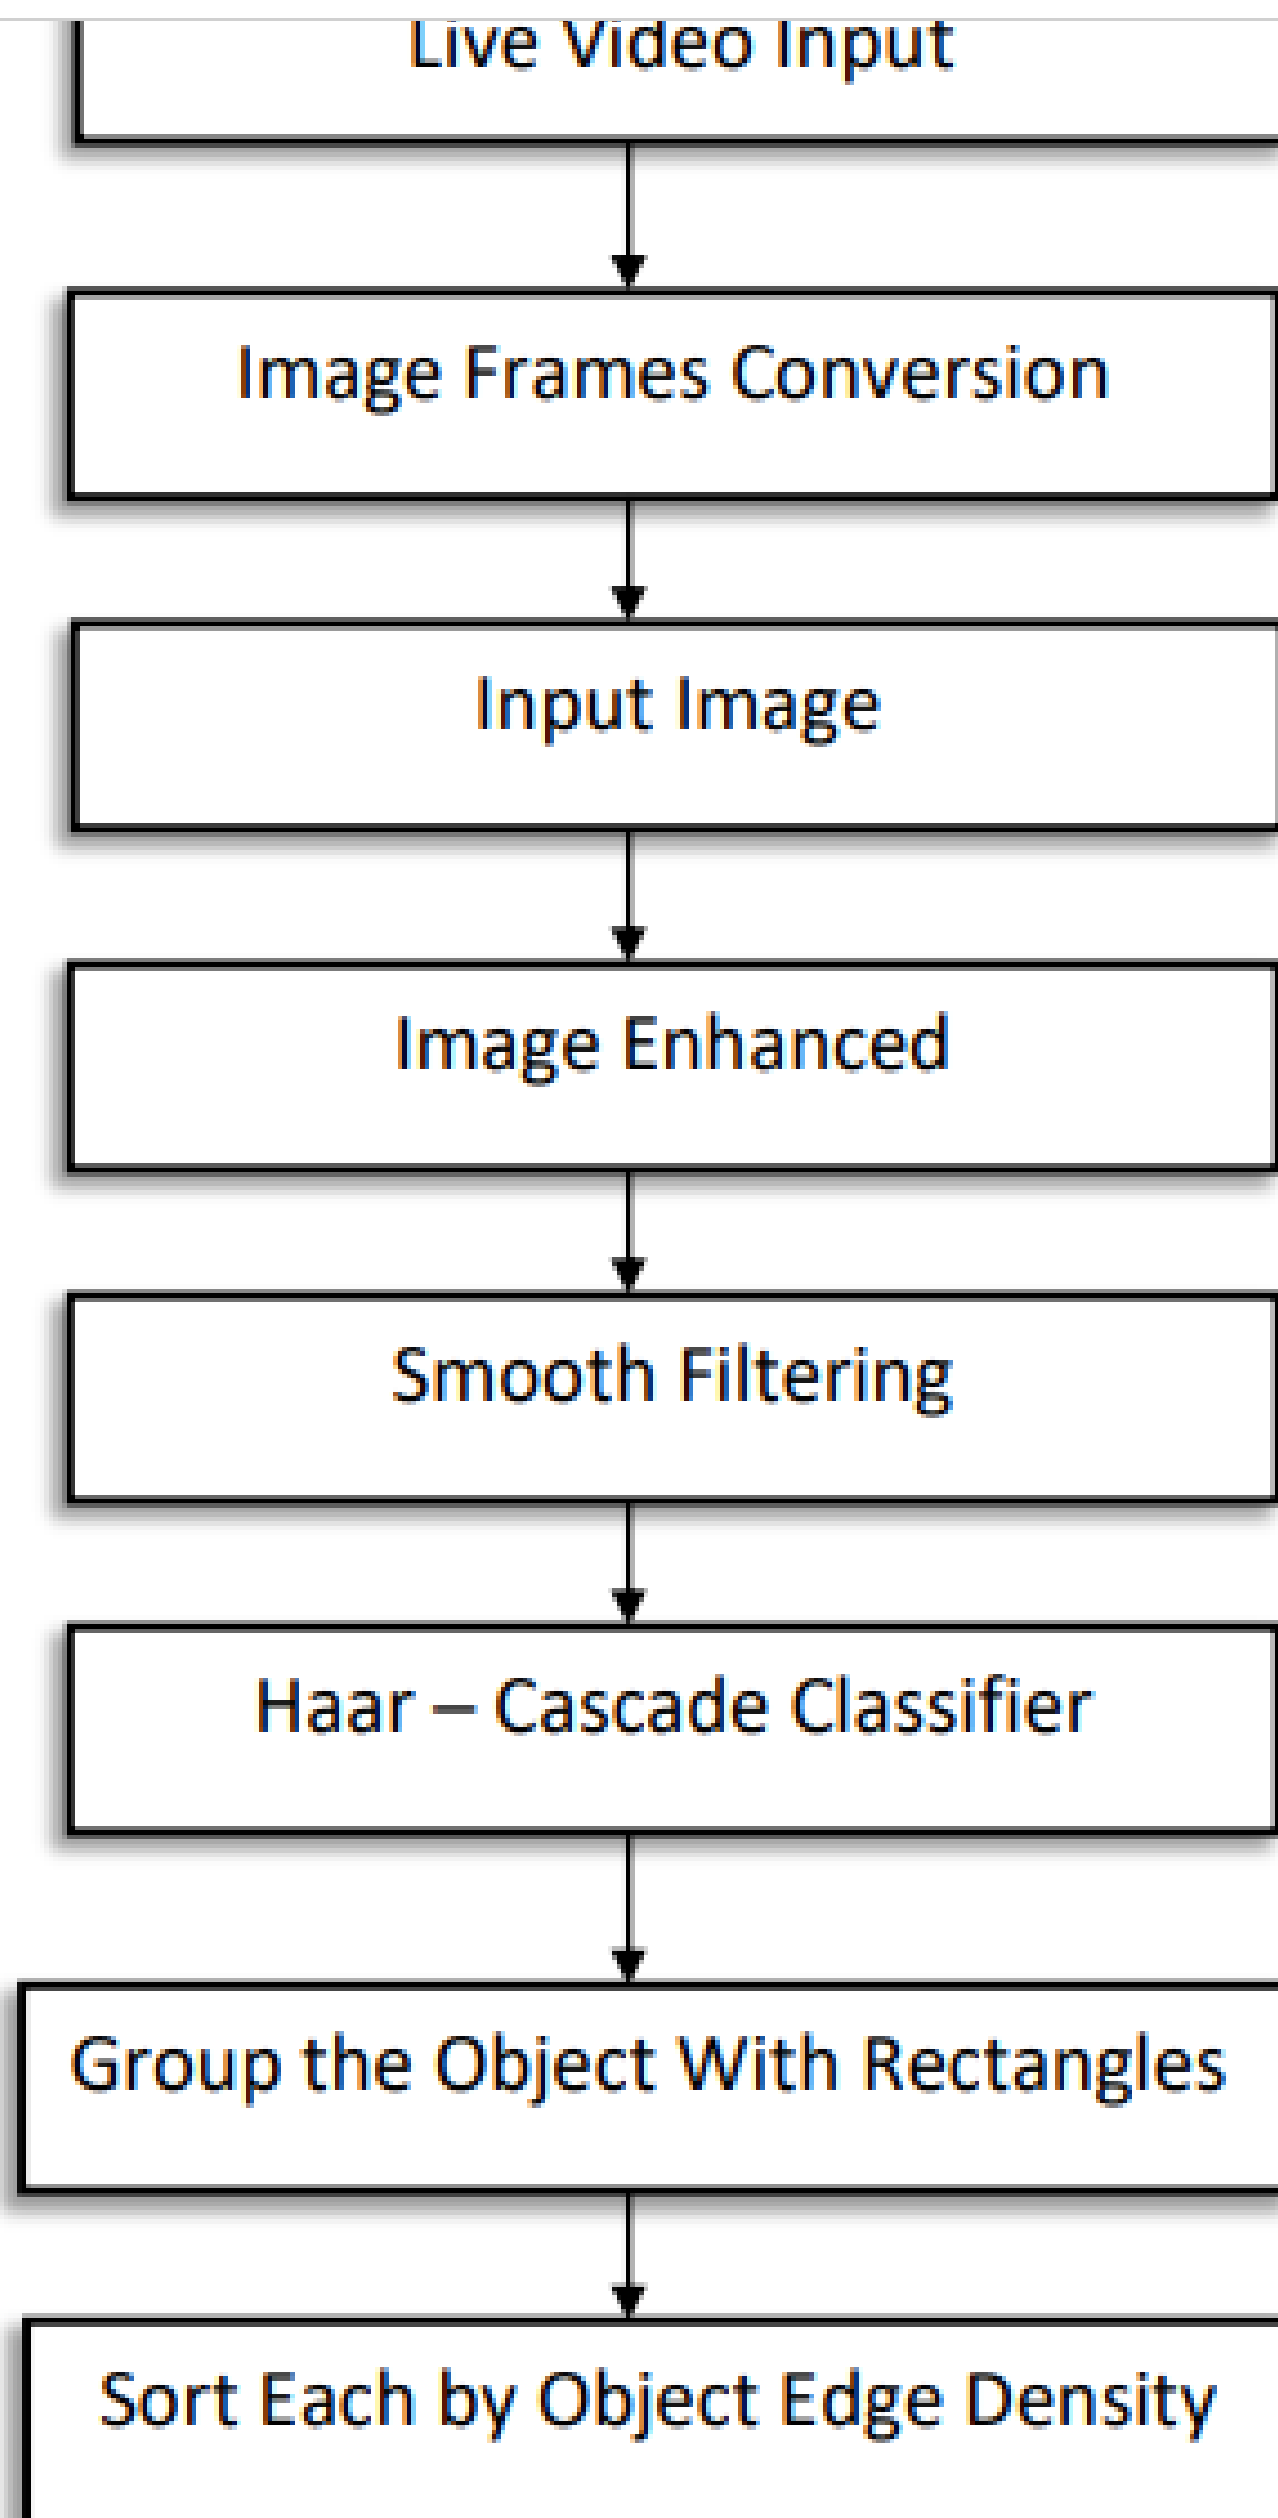 Live Video Input
Image Frames Conversion
Input Image
Image Enhanced
Smooth Filtering
Haar – Cascade Classifier
Group the Object With Rectangles
Sort Each by Object Edge Density